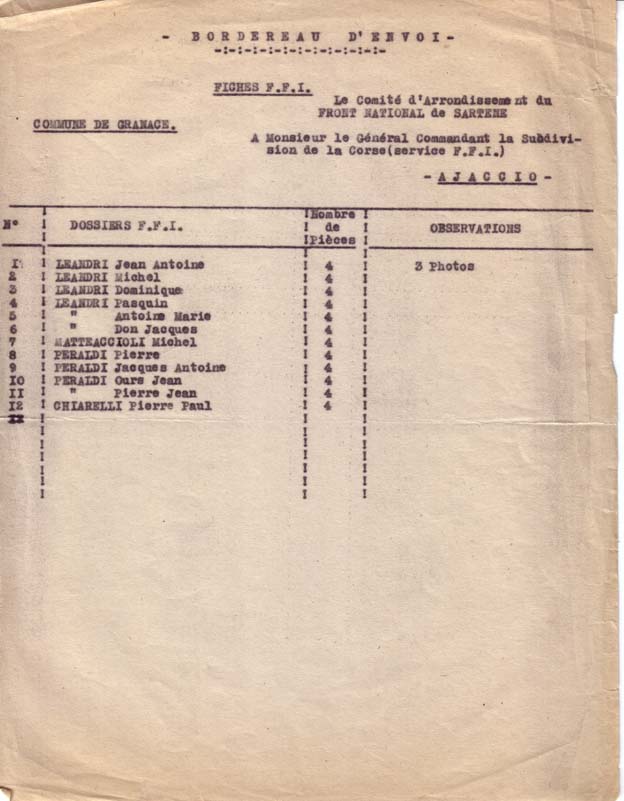 - BORDEREAU D'ENVOI -
-:-:-:-:-:-:-:-:-:-:-
FICHES F.F.I.
Le Comité d'Arrondissement du
FRONT NATIONAL de SARTENE
COMMUNE DE GRANACE.
A Monsieur le Général Commandant la Subdivi-
sion de la Corse(service F.F.I.)
- AJACCIO -
N° DOSSIERS F.F.I. Nombre de Pièces OBSERVATIONS
1 LEANDRI Jean Antoine 4 3 Photos
2 LEANDRI Michel 4
3 LEANDRI Dominique 4
4 LEANDRI Pasquin 4
5 " Antoine Marie 4
6 " Don Jacques 4
7 MATTEACCIOLI Michel 4
8 PERALDI Pierre 4
9 PERALDI Jacques Antoine 4
10 PERALDI Ours Jean 4
11 " Pierre Jean 4
12 CHIARELLI Pierre Paul 4